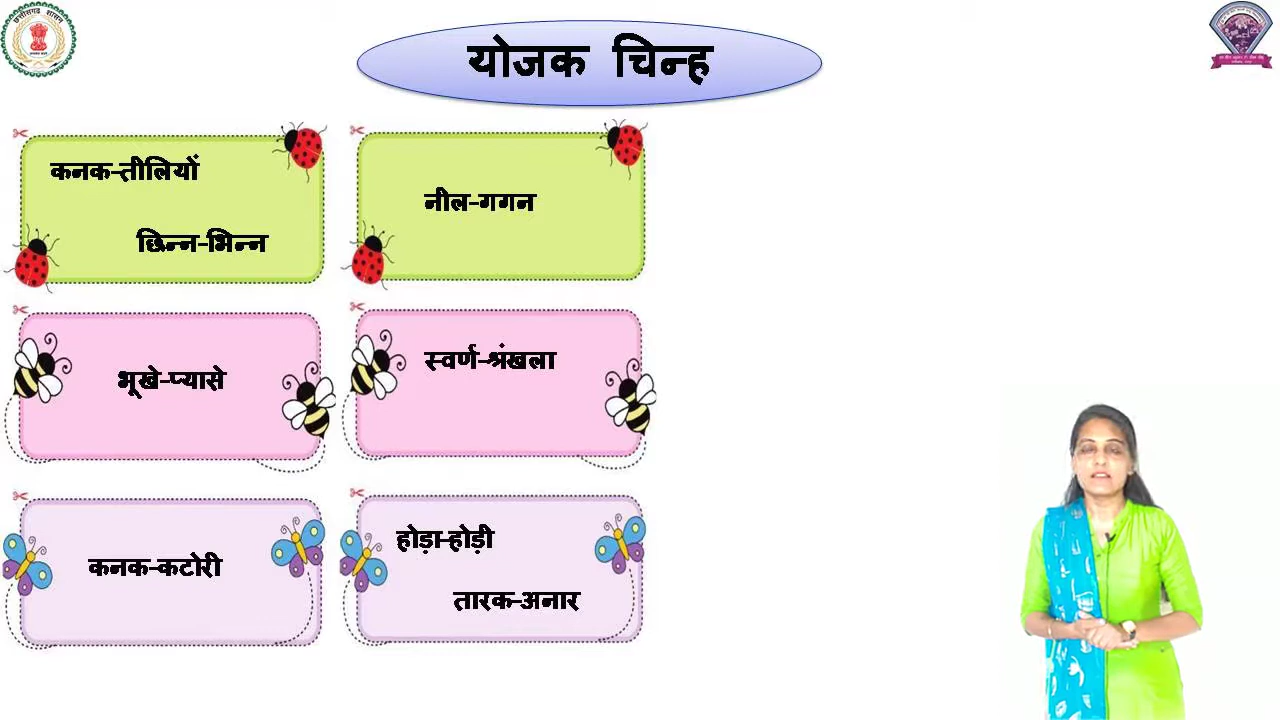 योजक चिन्ह
कनक-तीलियों
छिन्न-भिन्न
नील-गगन
भूखे-प्यासे
स्वर्ण-श्रंखला
कनक-कटोरी
होड़ा-होड़ी
तारक-अनार